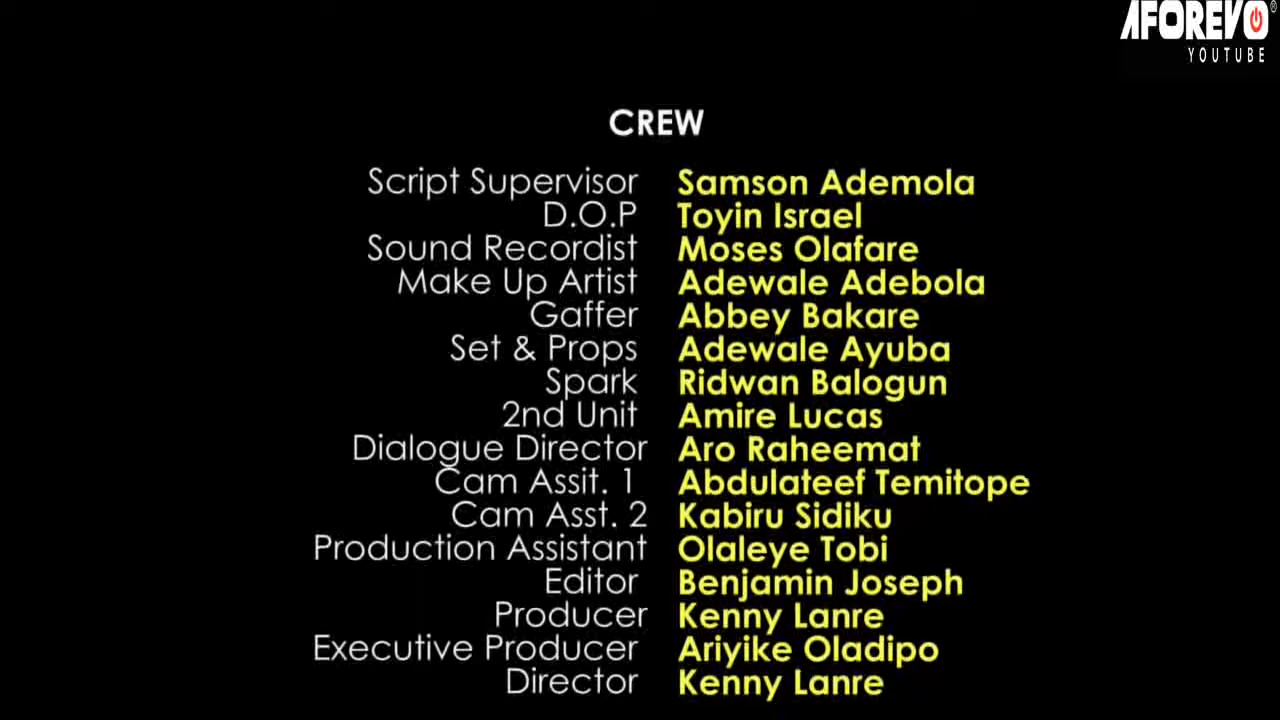 AFOREVO®
YOUTUBE
CREW
Script Supervisor Samson Ademola
D.O.P Toyin Israel
Sound Recordist Moses Olafare
Make Up Artist Adewale Adebola
Gaffer Abbey Bakare
Set & Props Adewale Ayuba
Spark Ridwan Balogun
2nd Unit Amire Lucas
Dialogue Director Aro Raheemat
Cam Assit. 1 Abdulateef Temitope
Cam Asst. 2 Kabiru Sidiku
Production Assistant Olaleye Tobi
Editor Benjamin Joseph
Producer Kenny Lanre
Executive Producer Ariyike Oladipo
Director Kenny Lanre